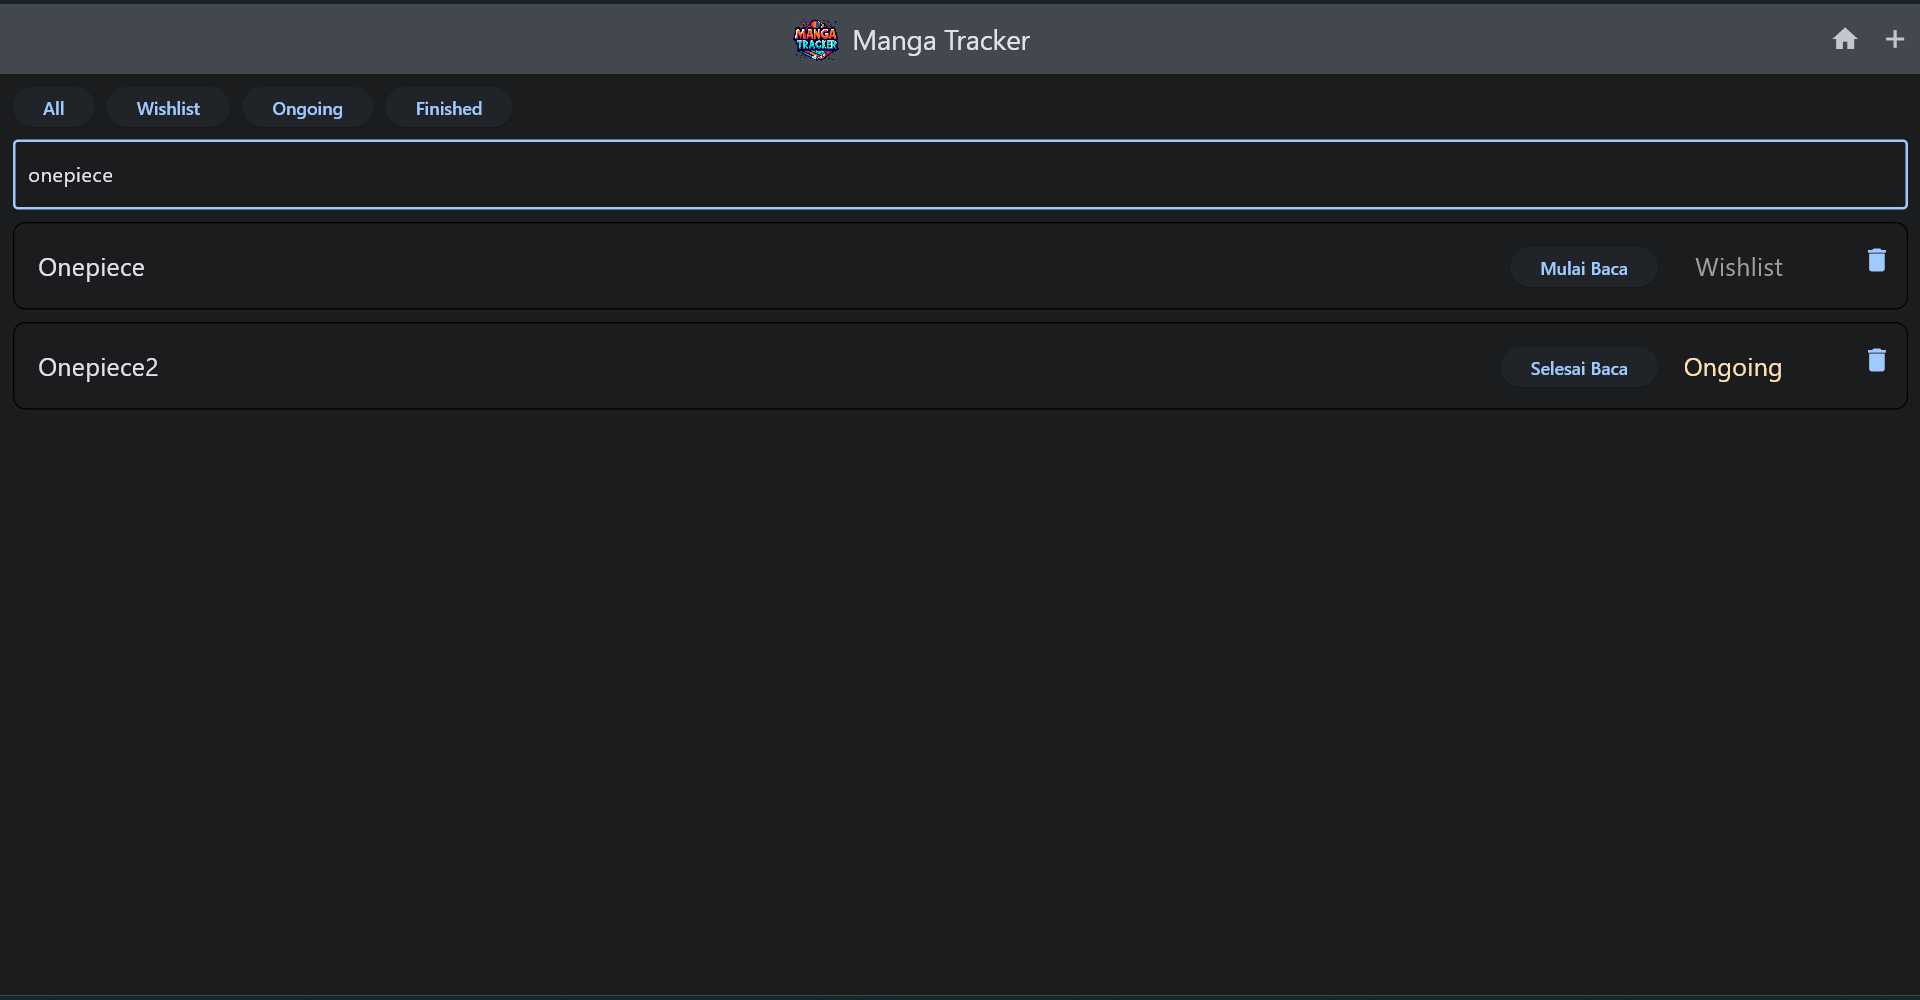 MANGA
TRACKER
Manga Tracker
All
Wishlist
Ongoing
Finished
onepiece
Onepiece
Mulai Baca
Wishlist
Onepiece2
Selesai Baca
Ongoing